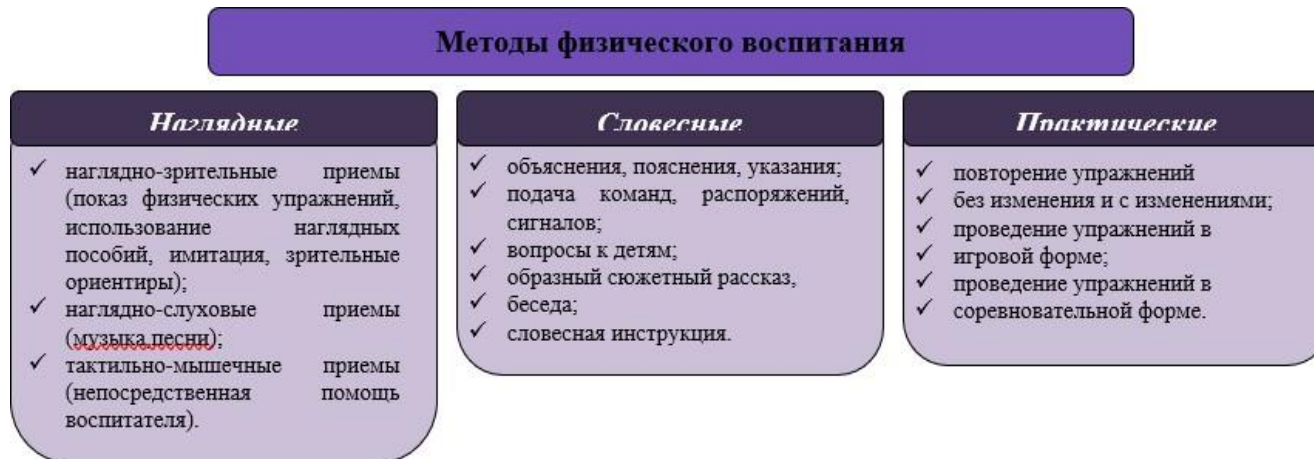 Методы физического воспитания
Наглядные
наглядно-зрительные приемы
(показ физических упражнений,
использование наглядных
пособий, имитация, зрительные
ориентиры);
наглядно-слуховые приемы
(музыка,песни);
тактильно-мышечные приемы
(непосредственная помощь
воспитателя).
Словесные
объяснения, пояснения, указания;
подача команд, распоряжений,
сигналов;
вопросы к детям;
образный сюжетный рассказ,
беседа;
словесная инструкция.
Практические
повторение упражнений
без изменения и с изменениями;
проведение упражнений в
игровой форме;
проведение упражнений в
соревновательной форме.